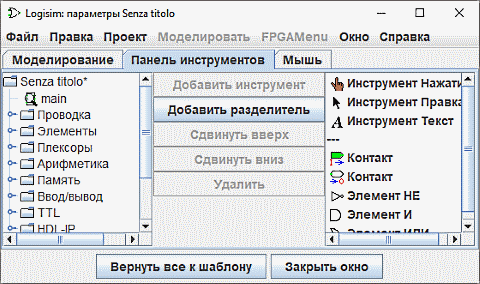 Logisim: параметры Senza titolo
Файл Правка Проект Моделировать FPGAMenu Окно Справка
Моделирование Панель инструментов Мышь
Senza titolo*
main
Проводка
Элементы
Плексоры
Арифметика
Память
Ввод/вывод
TTL
HDL-IP
Добавить инструмент
Добавить разделитель
Сдвинуть вверх
Сдвинуть вниз
Удалить
Инструмент Нажати
Инструмент Правка
Инструмент Текст
---
Контакт
Контакт
Элемент НЕ
Элемент И
Элемент ИЛИ
Вернуть все к шаблону Закрыть окно